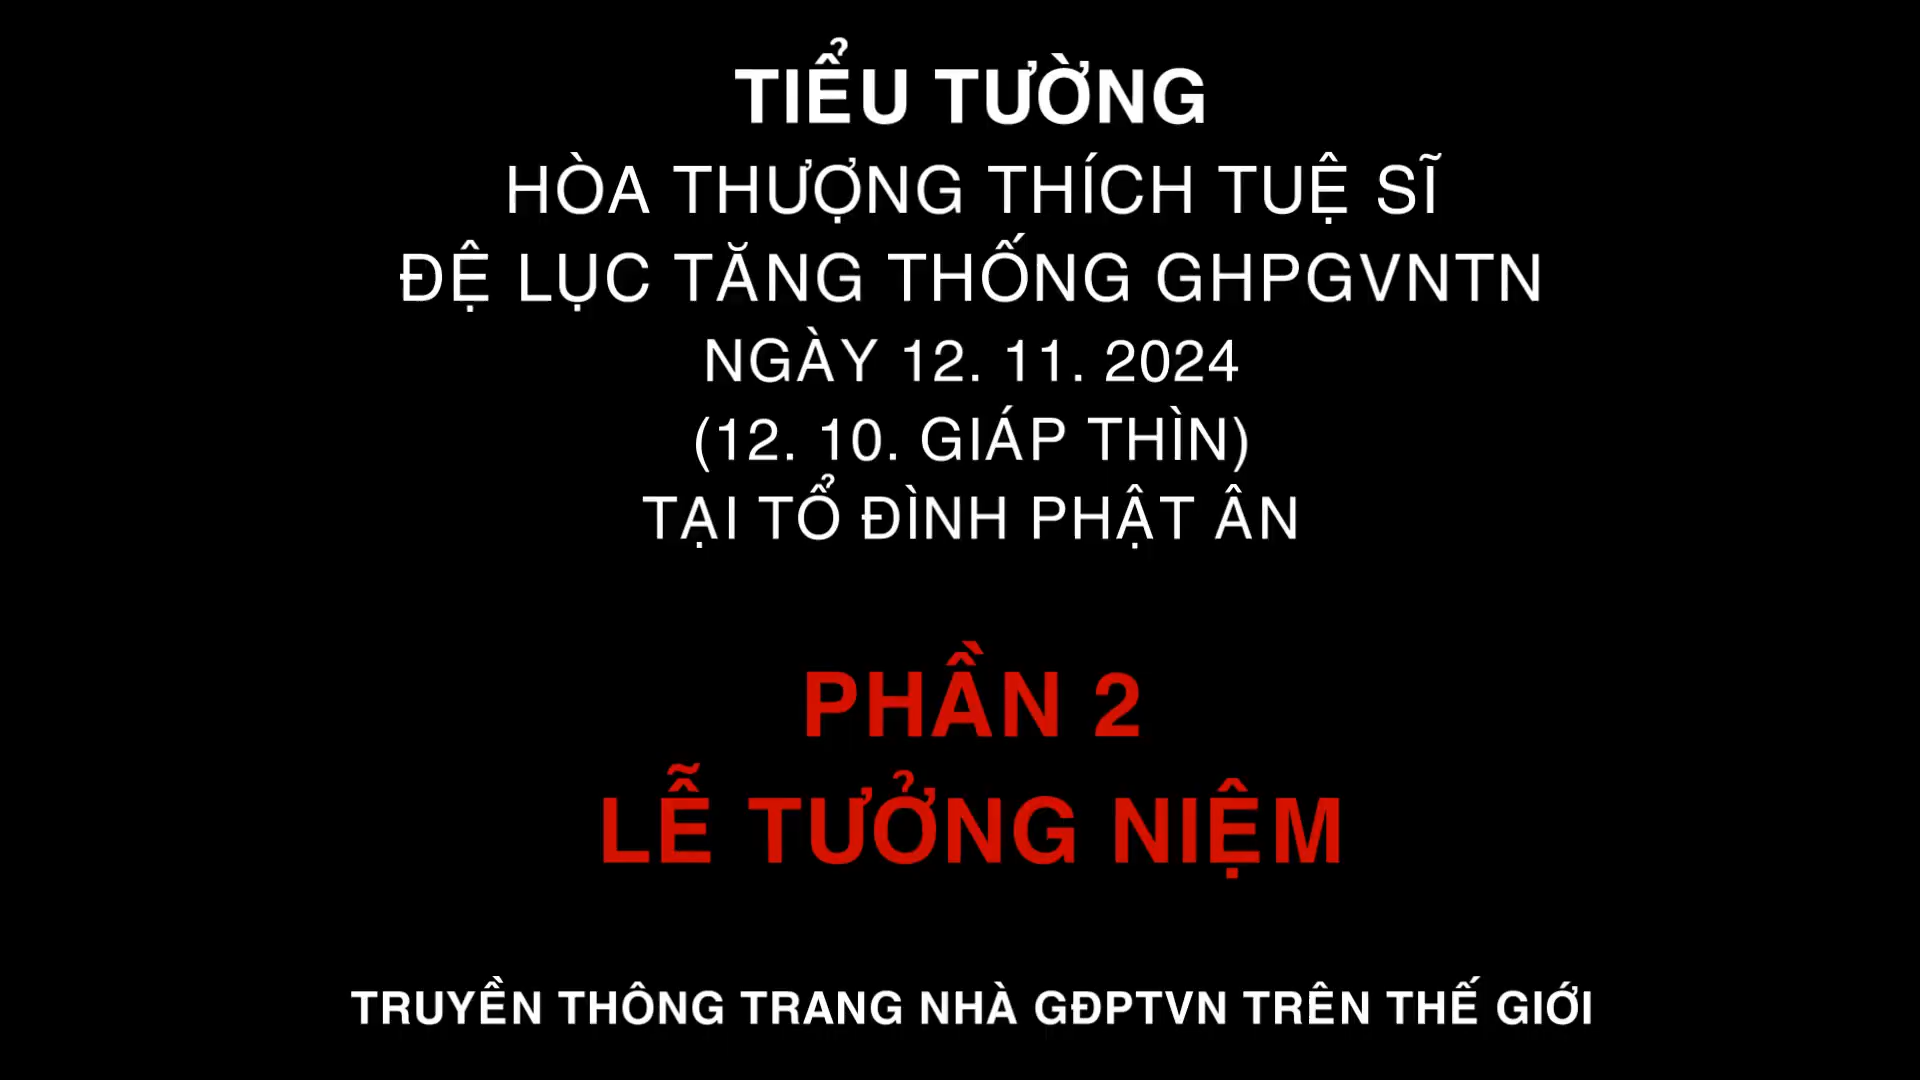 TIỂU TƯỜNG
HÒA THƯỢNG THÍCH TUỆ SĨ
ĐỆ LỤC TĂNG THỐNG GHPGVNTN
NGÀY 12. 11. 2024
(12. 10. GIÁP THÌN)
TẠI TỔ ĐÌNH PHẬT ÂN
PHẦN 2
LỄ TƯỞNG NIỆM
TRUYỀN THÔNG TRANG NHÀ GĐPTVN TRÊN THẾ GIỚI